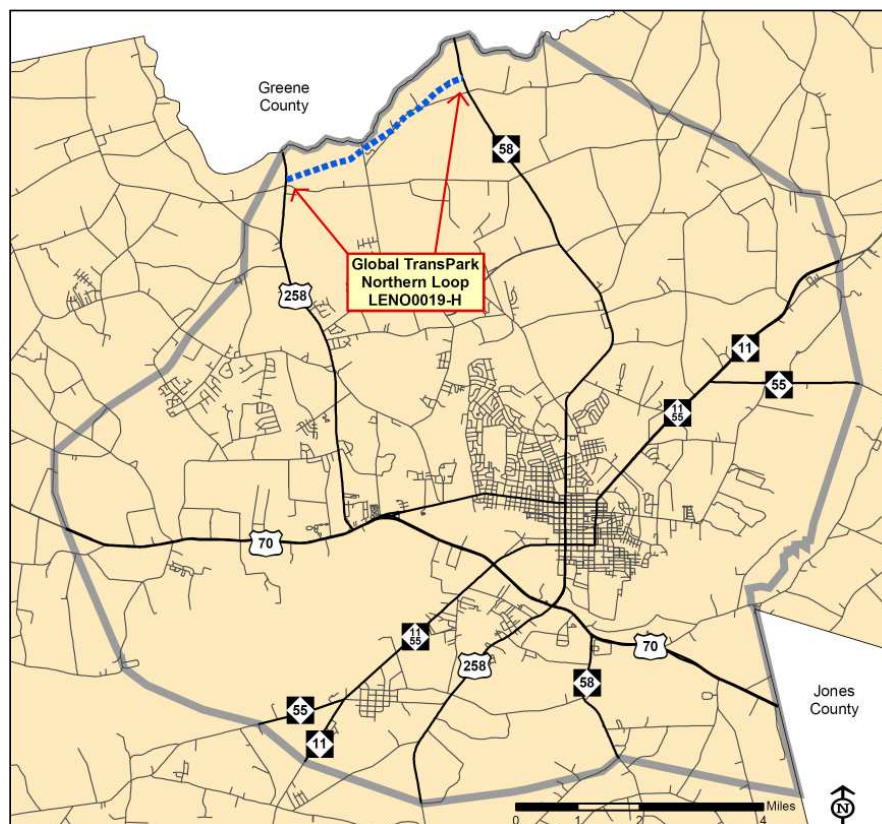 Greene
County
58
Global TransPark
Northern Loop
LENO0019-H
258
11
55
11
55
70
11
55
258
70
58
55
11
Jones
County
Miles
0 1 2 4
N